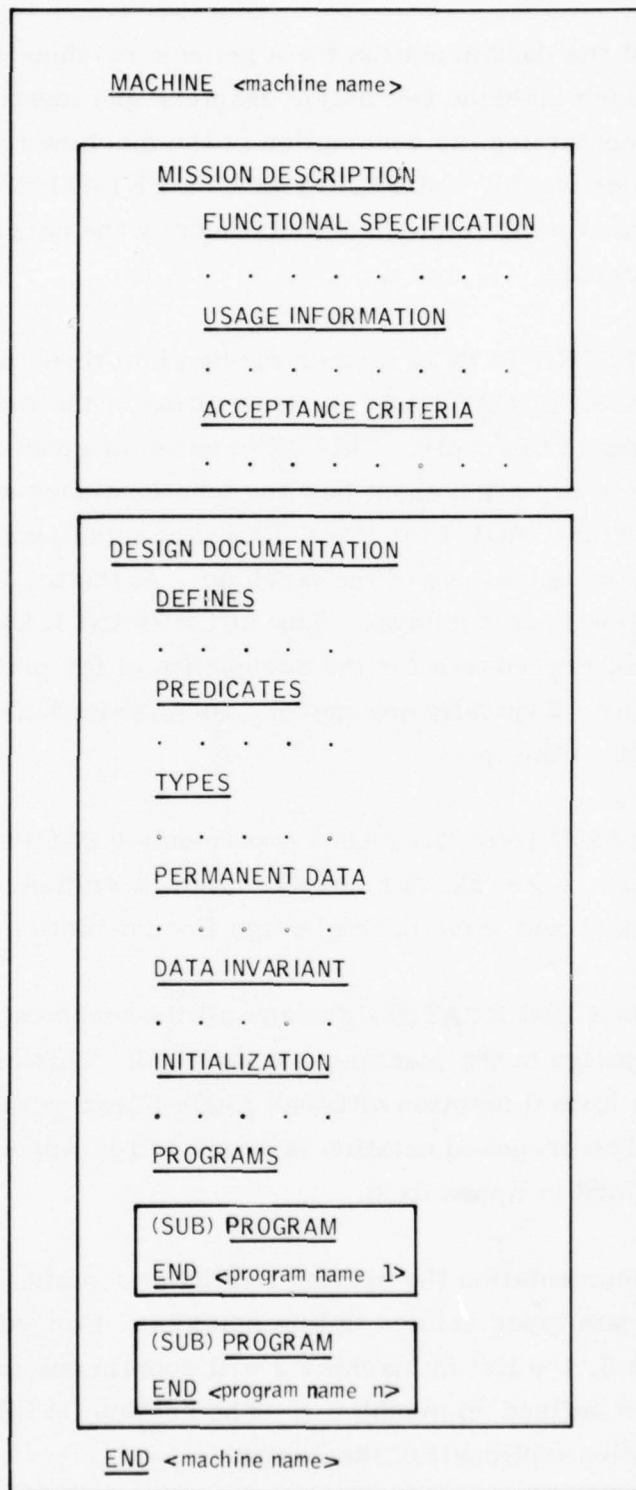 MACHINE <machine name>
MISSION DESCRIPTION
FUNCTIONAL SPECIFICATION
. . . . . . . .
USAGE INFORMATION
. . . . . . . .
ACCEPTANCE CRITERIA
. . . . . . . .
DESIGN DOCUMENTATION
DEFINES
. . . . .
PREDICATES
. . . . .
TYPES
. . . . .
PERMANENT DATA
. . . . .
DATA INVARIANT
. . . . .
INITIALIZATION
. . . . .
PROGRAMS
(SUB) PROGRAM
END <program name 1>
(SUB) PROGRAM
END <program name n>
END <machine name>